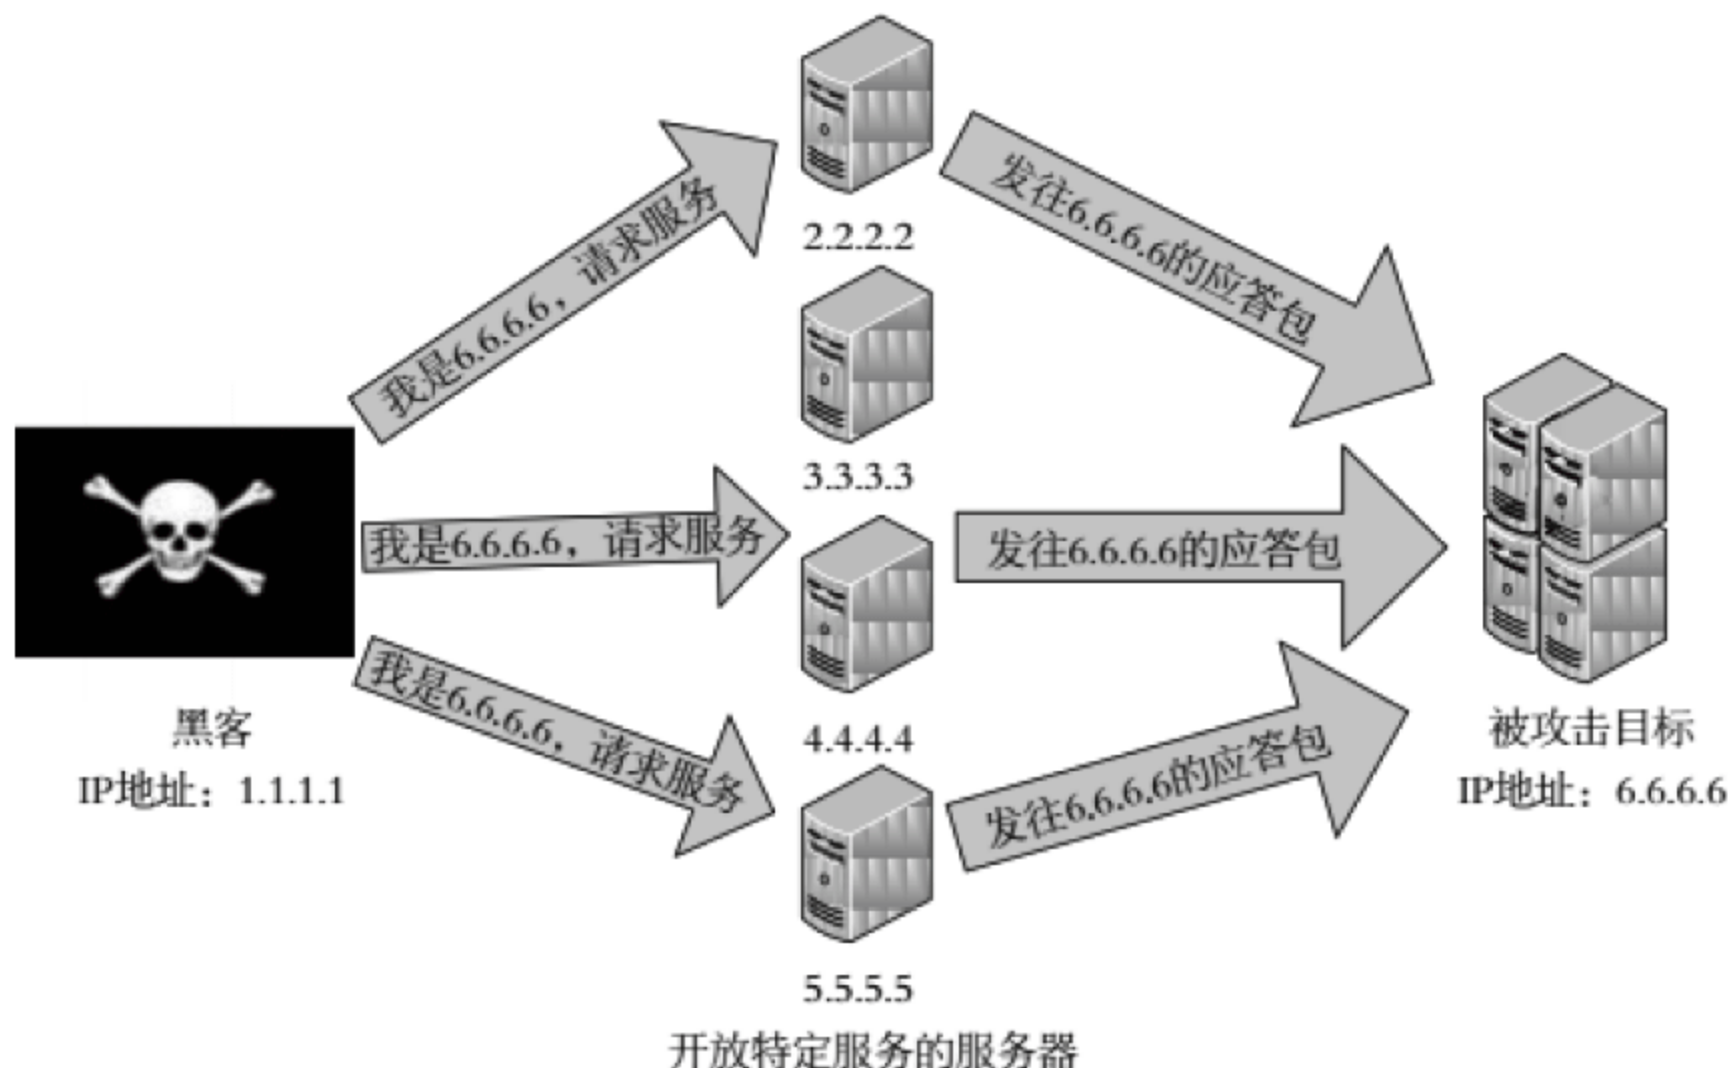 我是6.6.6.6，请求服务
我是6.6.6.6，请求服务
我是6.6.6.6，请求服务
黑客
IP地址：1.1.1.1
2.2.2.2
3.3.3.3
4.4.4.4
5.5.5.5
开放特定服务的服务器
发往6.6.6.6的应答包
发往6.6.6.6的应答包
发往6.6.6.6的应答包
被攻击目标
IP地址：6.6.6.6